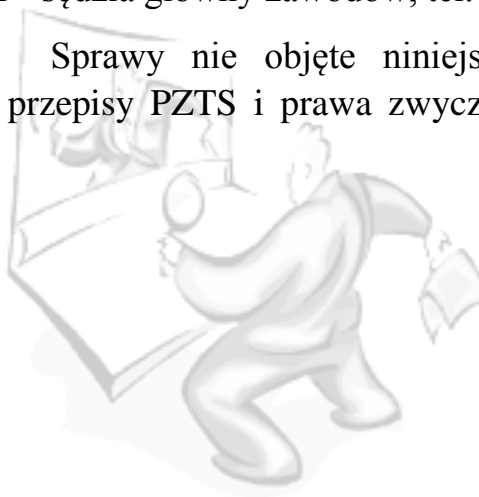 sędzia główny zawodów, tel.
Sprawy nie objęte niniejs
przepisy PZTS i prawa zwycz